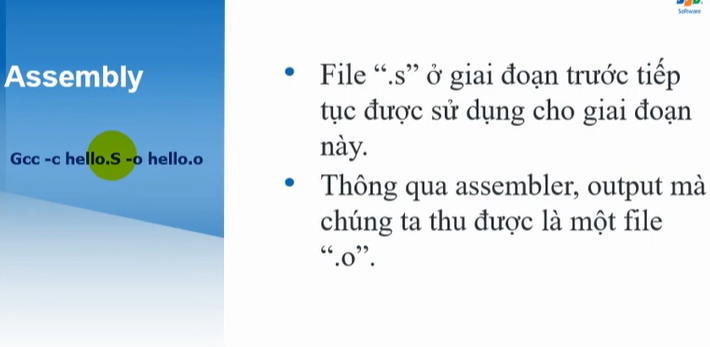 Software
Assembly
Gcc -c hello.S -o hello.o
• File “.s” ở giai đoạn trước tiếp
tục được sử dụng cho giai đoạn
này.
• Thông qua assembler, output mà
chúng ta thu được là một file
“.o”.